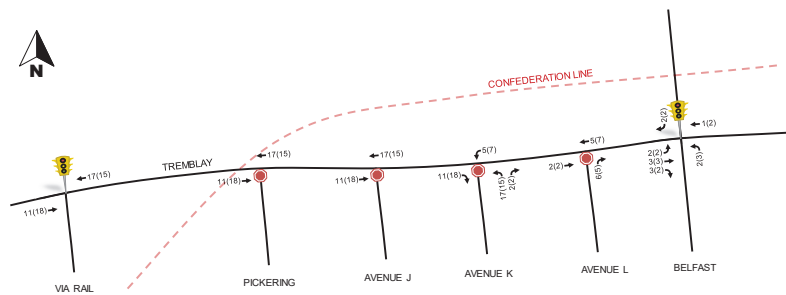 CONFEDERATION LINE
N
TREMBLAY
17(15)
11(18)
17(15)
11(18)
17(15)
11(18)
5(7)
11(18)
17(15)
2(2)
5(7)
2(2)
6(5)
2(2)
1(2)
2(2)
3(3)
3(2)
2(3)
VIA RAIL
PICKERING
AVENUE J
AVENUE K
AVENUE L
BELFAST